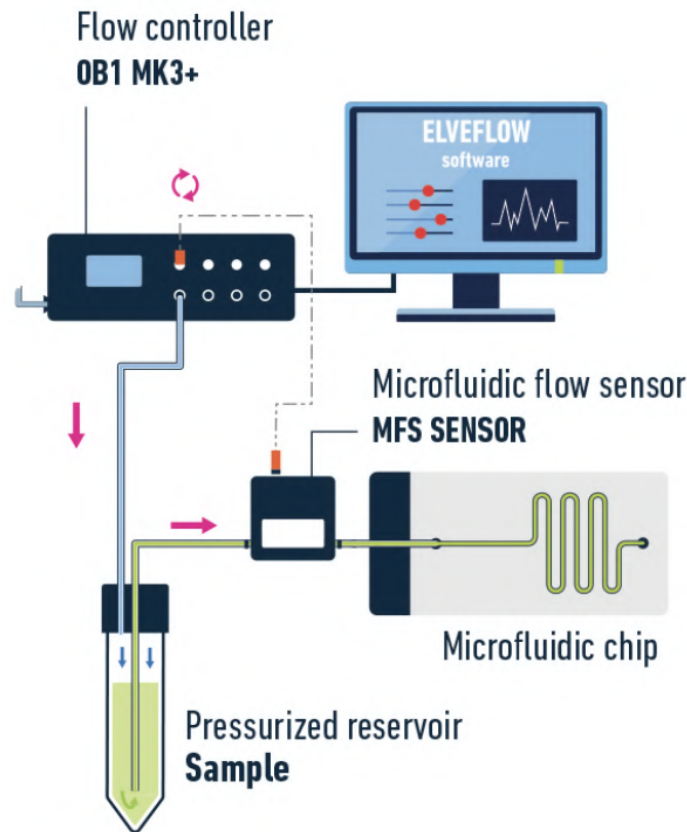 Flow controller
OB1 MK3+
ELVEFLOW
software
Microfluidic flow sensor
MFS SENSOR
Microfluidic chip
Pressurized reservoir
Sample